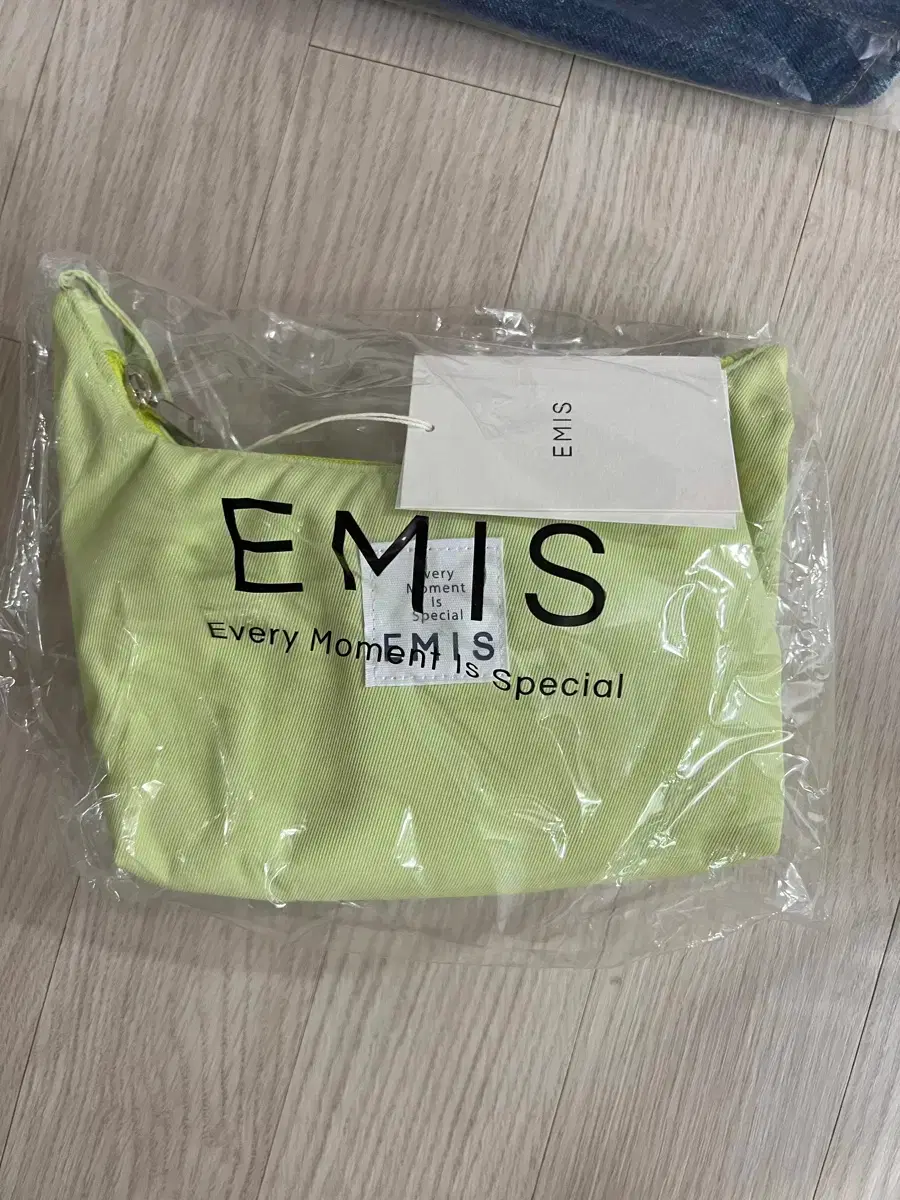 EMIS
EMIS
Every Moment Is Special
Every
Moment
Is
Special
EMIS